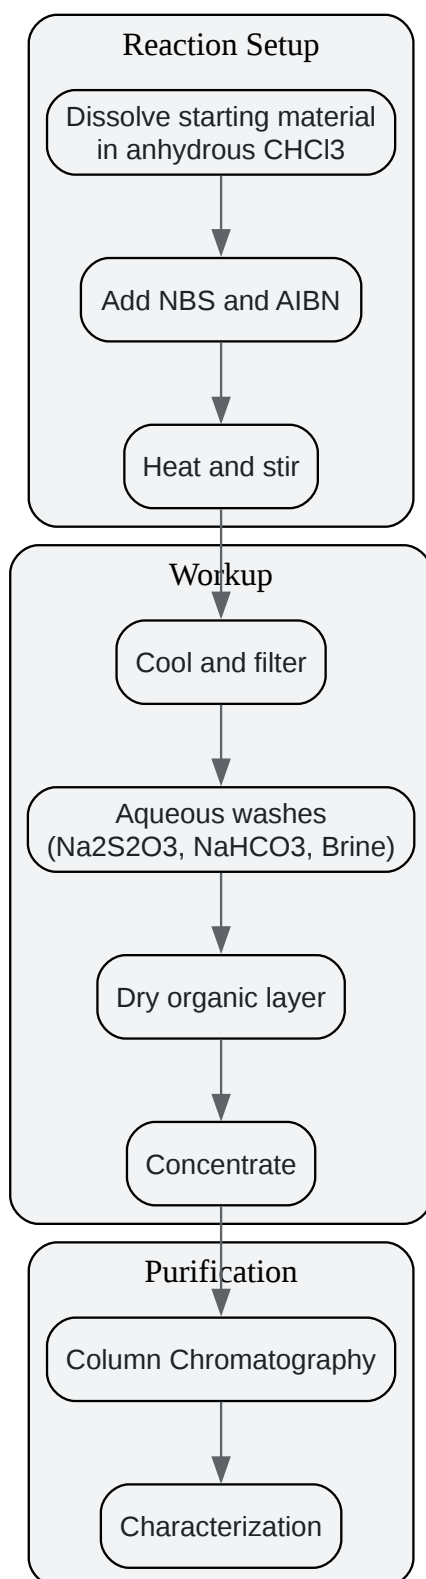 Reaction Setup
Dissolve starting material
in anhydrous CHCl3
Add NBS and AIBN
Heat and stir
Workup
Cool and filter
Aqueous washes
(Na2S2O3, NaHCO3, Brine)
Dry organic layer
Concentrate
Purification
Column Chromatography
Characterization